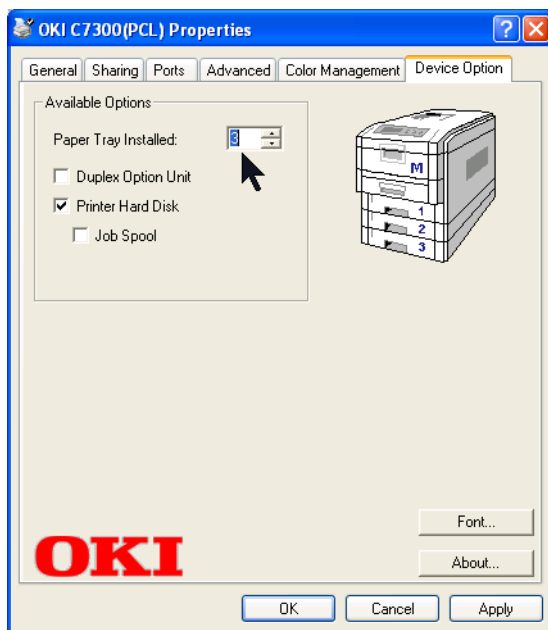 OKI C7300(PCL) Properties
General Sharing Ports Advanced Color Management Device Option
Available Options
Paper Tray Installed: 3
Duplex Option Unit
Printer Hard Disk
Job Spool
M
1
2
3
Font...
OKI
About...
OK Cancel Apply